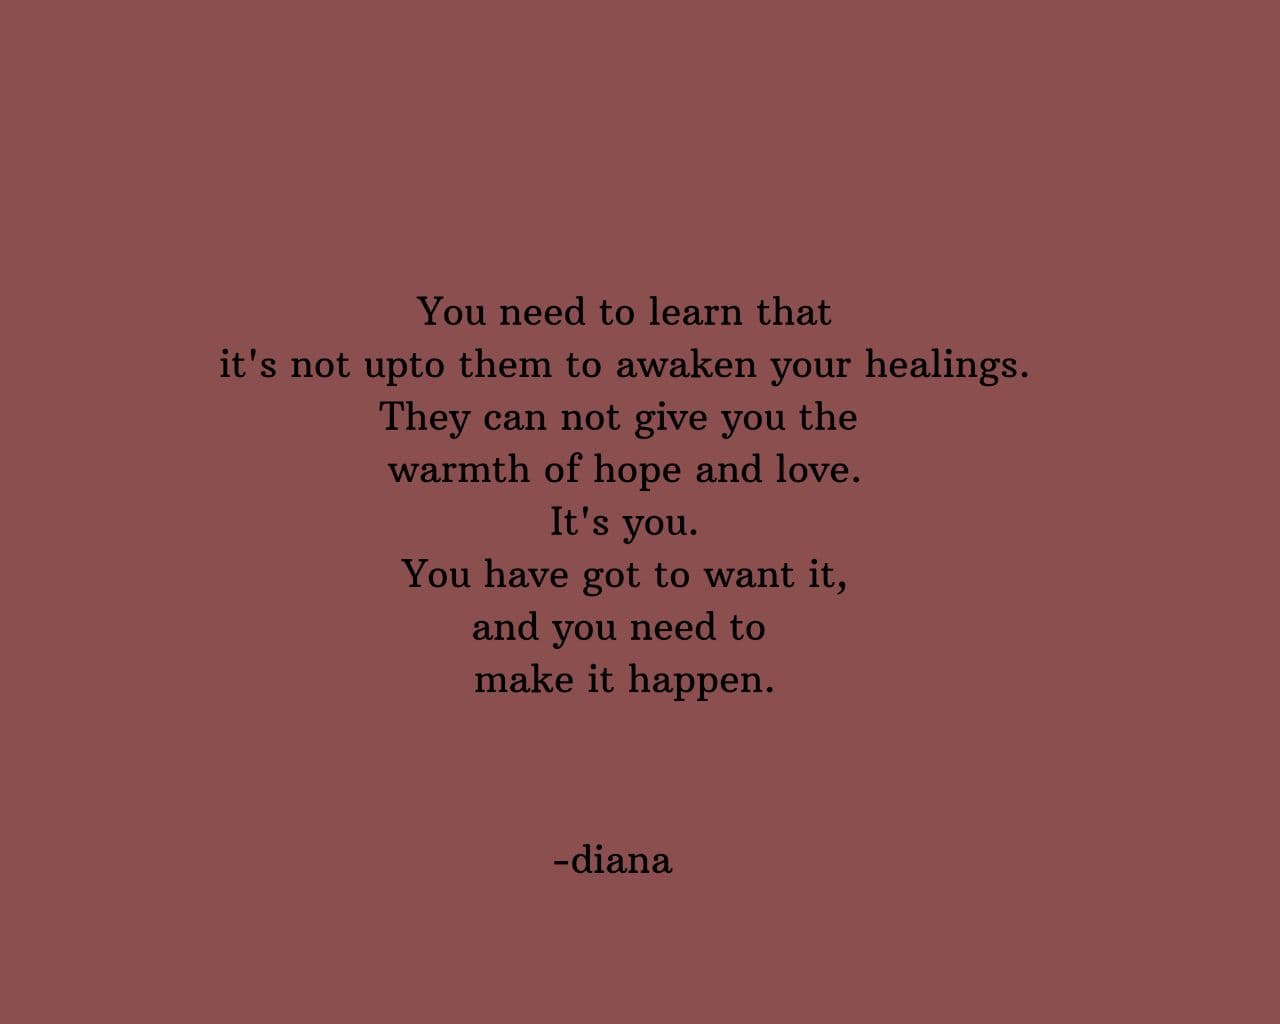 You need to learn that
it's not upto them to awaken your healings.
They can not give you the
warmth of hope and love.
It's you.
You have got to want it,
and you need to
make it happen.
-diana